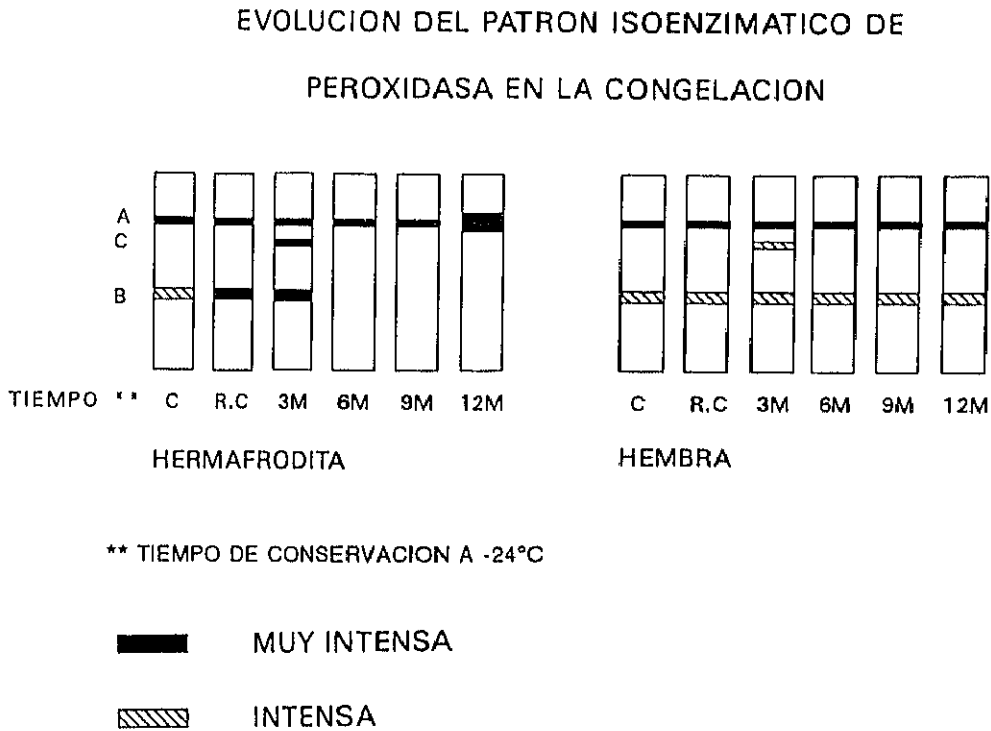 EVOLUCION DEL PATRON ISOENZIMATICO DE
PEROXIDASA EN LA CONGELACION
A
C
B
TIEMPO ** C R.C 3M 6M 9M 12M C R.C 3M 6M 9M 12M
HERMAFRODITA HEMBRA
** TIEMPO DE CONSERVACION A -24°C
MUY INTENSA
INTENSA